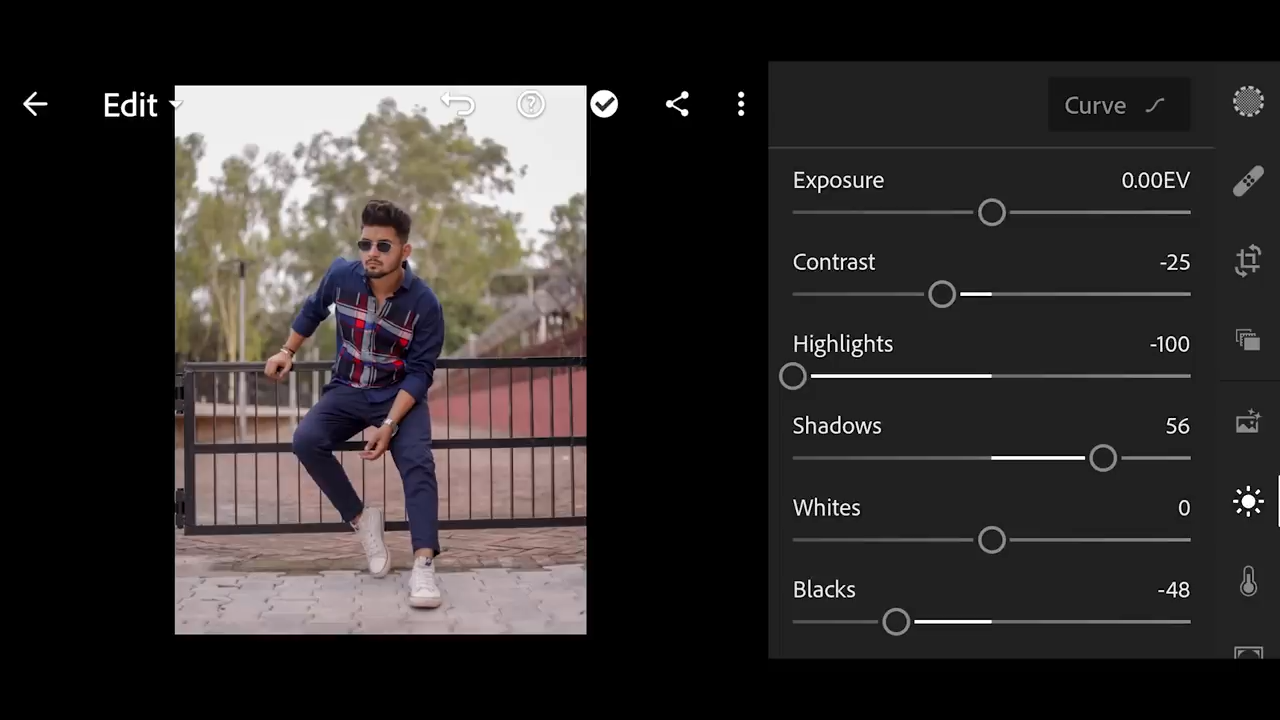 Edit
Curve
Exposure 0.00EV
Contrast -25
Highlights -100
Shadows 56
Whites 0
Blacks -48